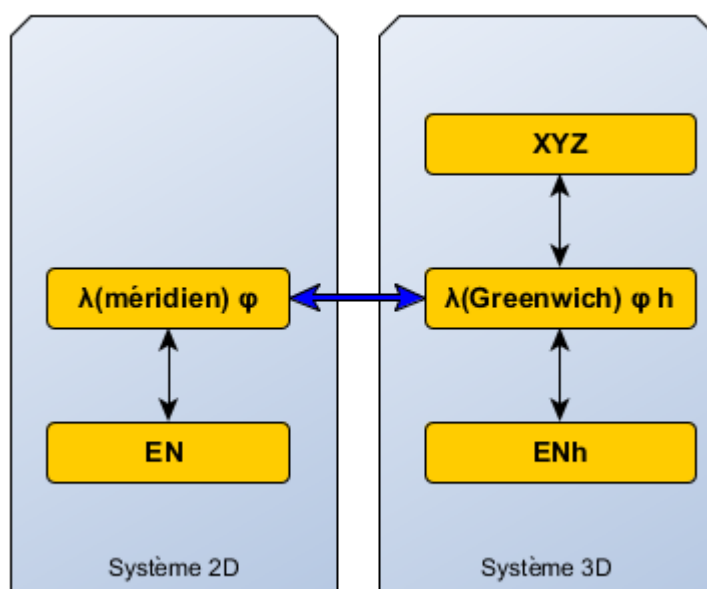 XYZ
λ(méridien) φ
λ(Greenwich) φ h
EN
ENh
Système 2D
Système 3D